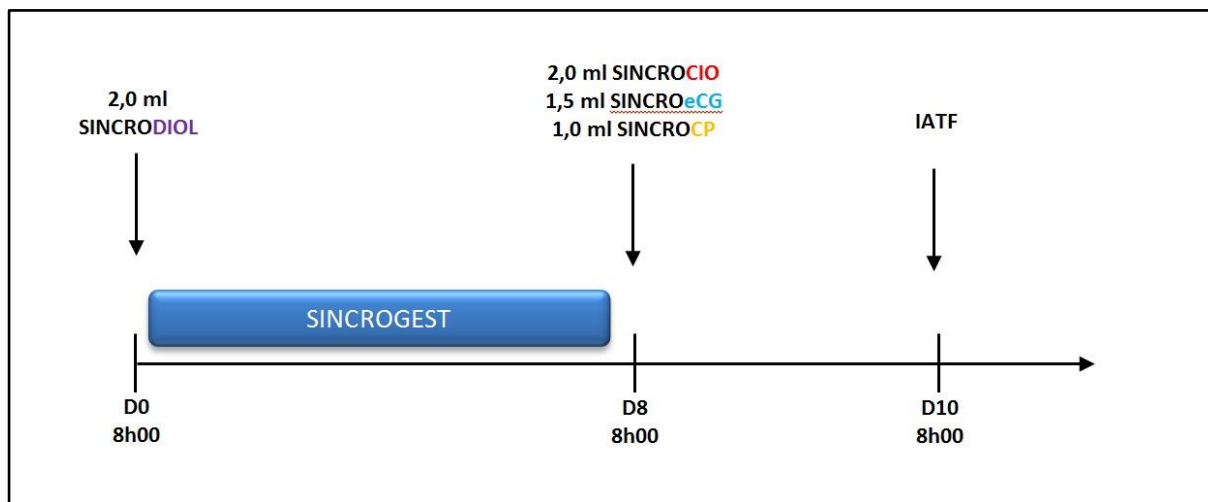 2,0 ml
SINCRODIOL
2,0 ml SINCROCIO
1,5 ml SINCROeCG
1,0 ml SINCROCP
IATF
SINCROGEST
D0
8h00
D8
8h00
D10
8h00